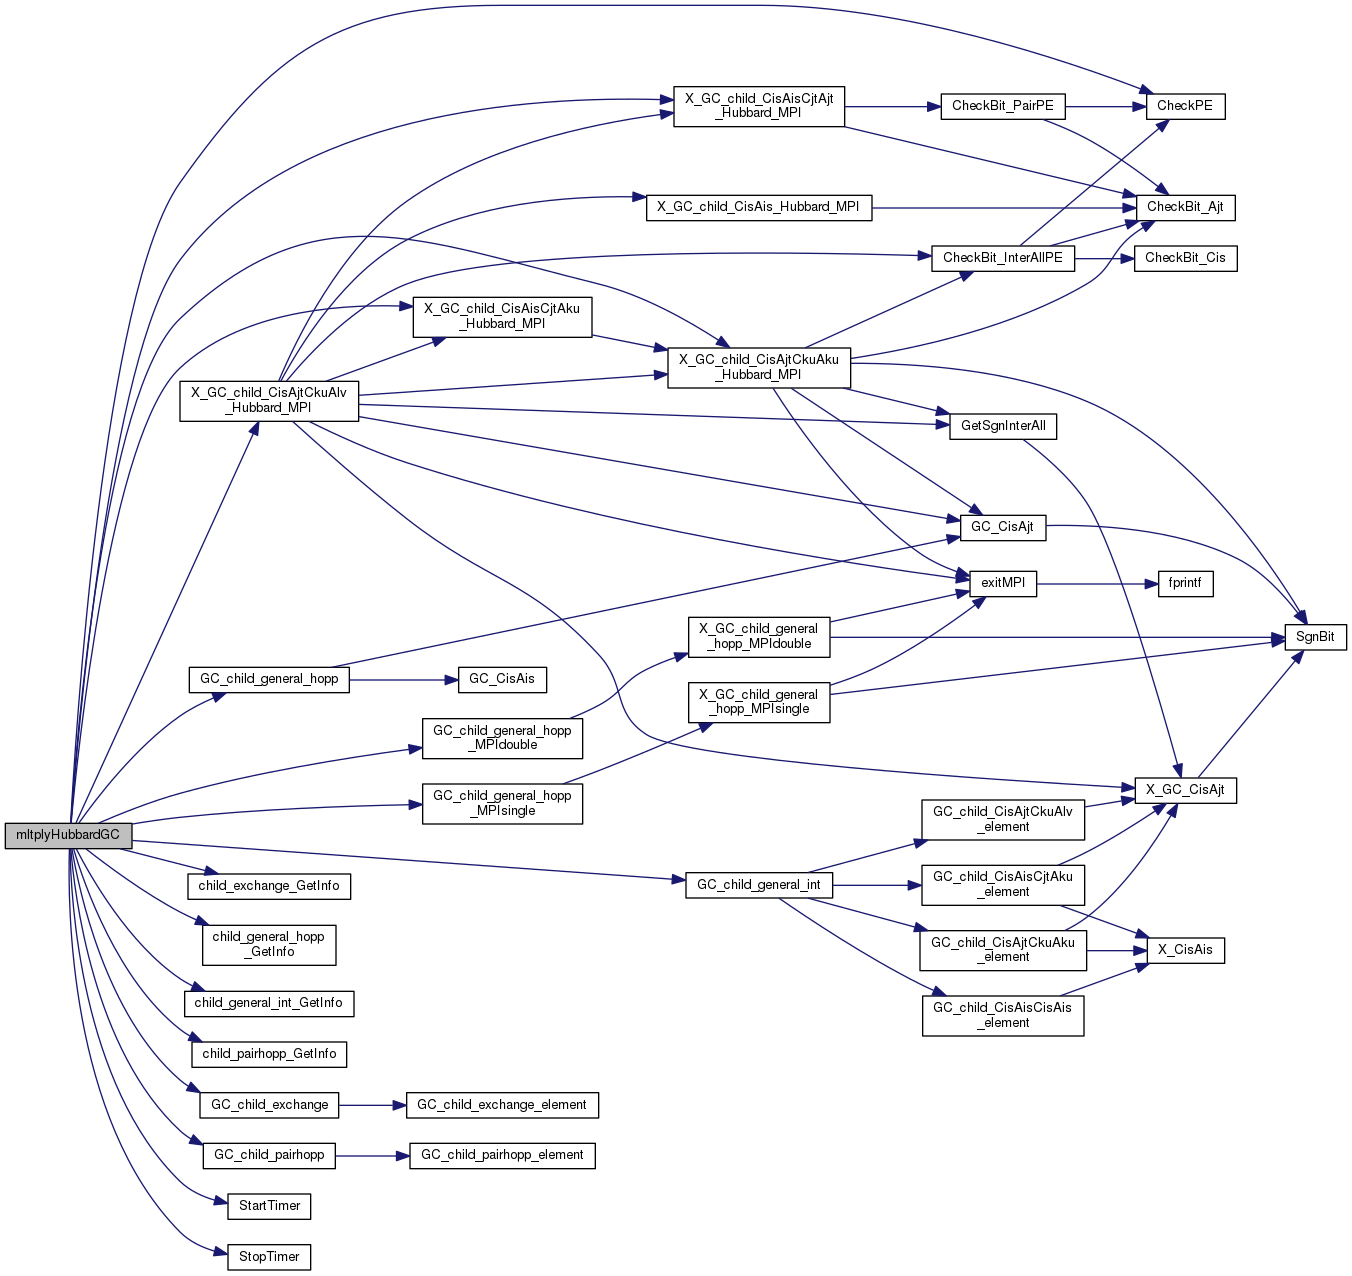 X_GC_child_CisAisCjtAjt
_Hubbard_MPI
CheckBit_PairPE
CheckPE
X_GC_child_CisAis_Hubbard_MPI
CheckBit_Ajt
CheckBit_InterAllPE
CheckBit_Cis
X_GC_child_CisAisCjtAku
_Hubbard_MPI
X_GC_child_CisAjtCkuAku
_Hubbard_MPI
X_GC_child_CisAjtCkuAlv
_Hubbard_MPI
GetSgnInterAll
GC_CisAjt
exitMPI
fprintf
X_GC_child_general
_hopp_MPIdouble
SgnBit
GC_child_general_hopp
GC_CisAis
X_GC_child_general
_hopp_MPIsingle
GC_child_general_hopp
_MPIdouble
GC_child_general_hopp
_MPIsingle
X_GC_CisAjt
GC_child_CisAjtCkuAlv
_element
mltplyHubbardGC
child_exchange_GetInfo
GC_child_general_int
GC_child_CisAisCjtAku
_element
child_general_hopp
_GetInfo
GC_child_CisAjtCkuAku
_element
X_CisAis
child_general_int_GetInfo
GC_child_CisAisCisAis
_element
child_pairhopp_GetInfo
GC_child_exchange
GC_child_exchange_element
GC_child_pairhopp
GC_child_pairhopp_element
StartTimer
StopTimer